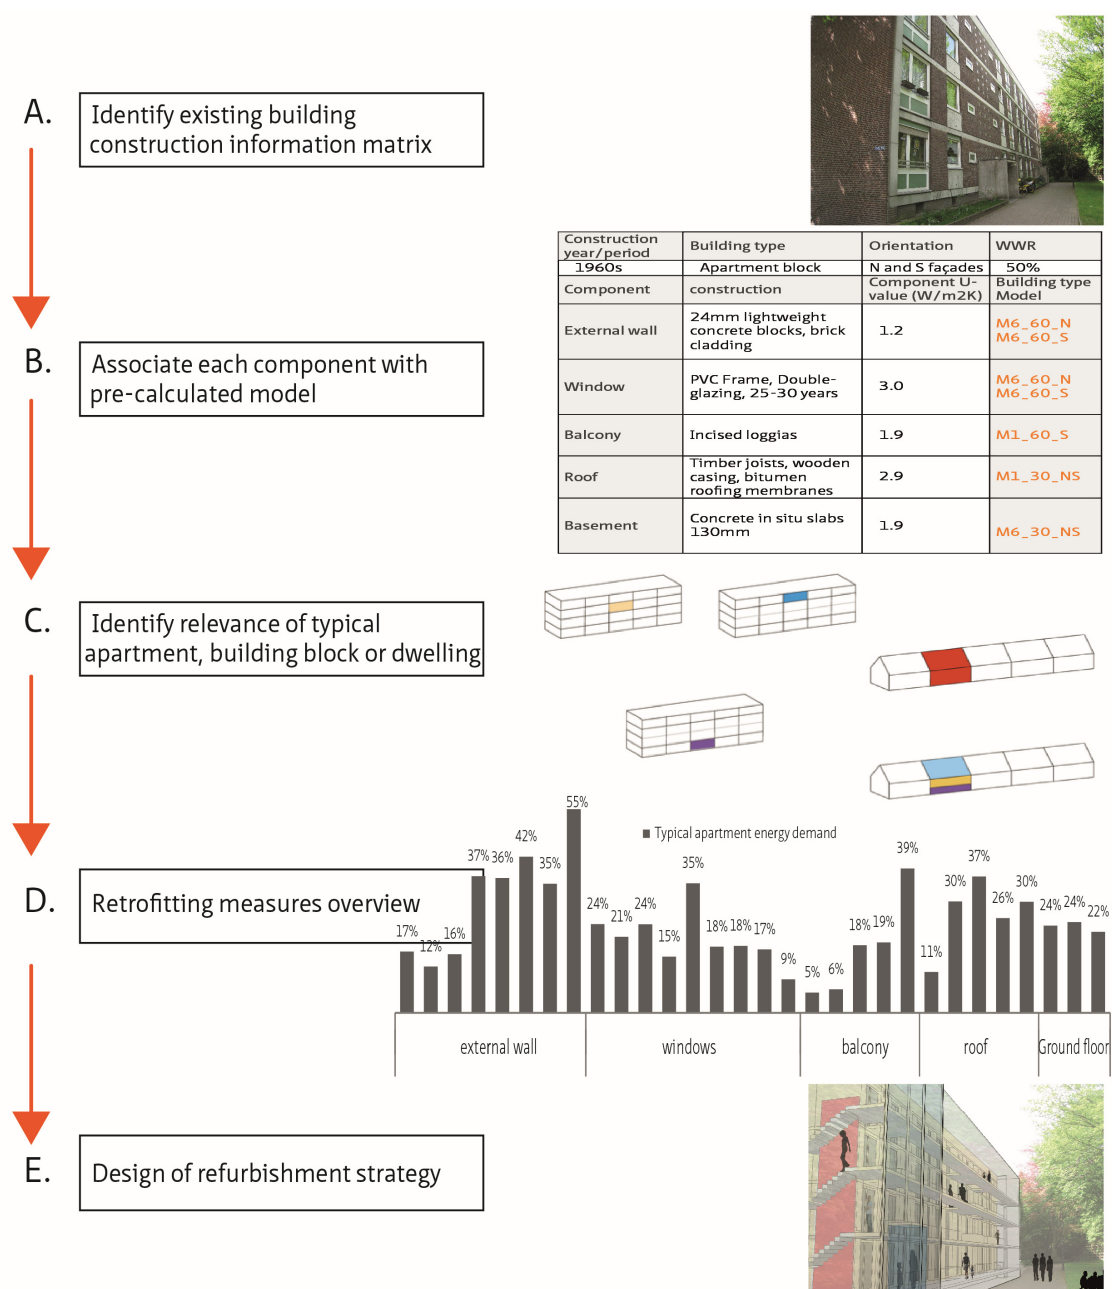 A.
Identify existing building
construction information matrix
Construction
year/period
Building type
Orientation
WWR
1960s
Apartment block
N and S façades
50%
Component
construction
Component U-
value (W/m2K)
Building type
Model
External wall
24mm lightweight
concrete blocks, brick
cladding
1.2
M6_60_N
M6_60_S
B.
Associate each component with
pre-calculated model
Window
PVC Frame, Double-
glazing, 25-30 years
3.0
M6_60_N
M6_60_S
Balcony
Incised loggias
1.9
M1_60_S
Roof
Timber joists, wooden
casing, bitumen
roofing membranes
2.9
M1_30_NS
Basement
Concrete in situ slabs
130mm
1.9
M6_30_NS
C.
Identify relevance of typical
apartment, building block or dwelling
D.
Retrofitting measures overview
Typical apartment energy demand
17%
12%
16%
37%
36%
42%
35%
55%
24%
21%
24%
15%
35%
18%
18%
17%
9%
5%
6%
18%
19%
39%
11%
30%
37%
26%
30%
24%
24%
22%
external wall
windows
balcony
roof
Ground floor
E.
Design of refurbishment strategy